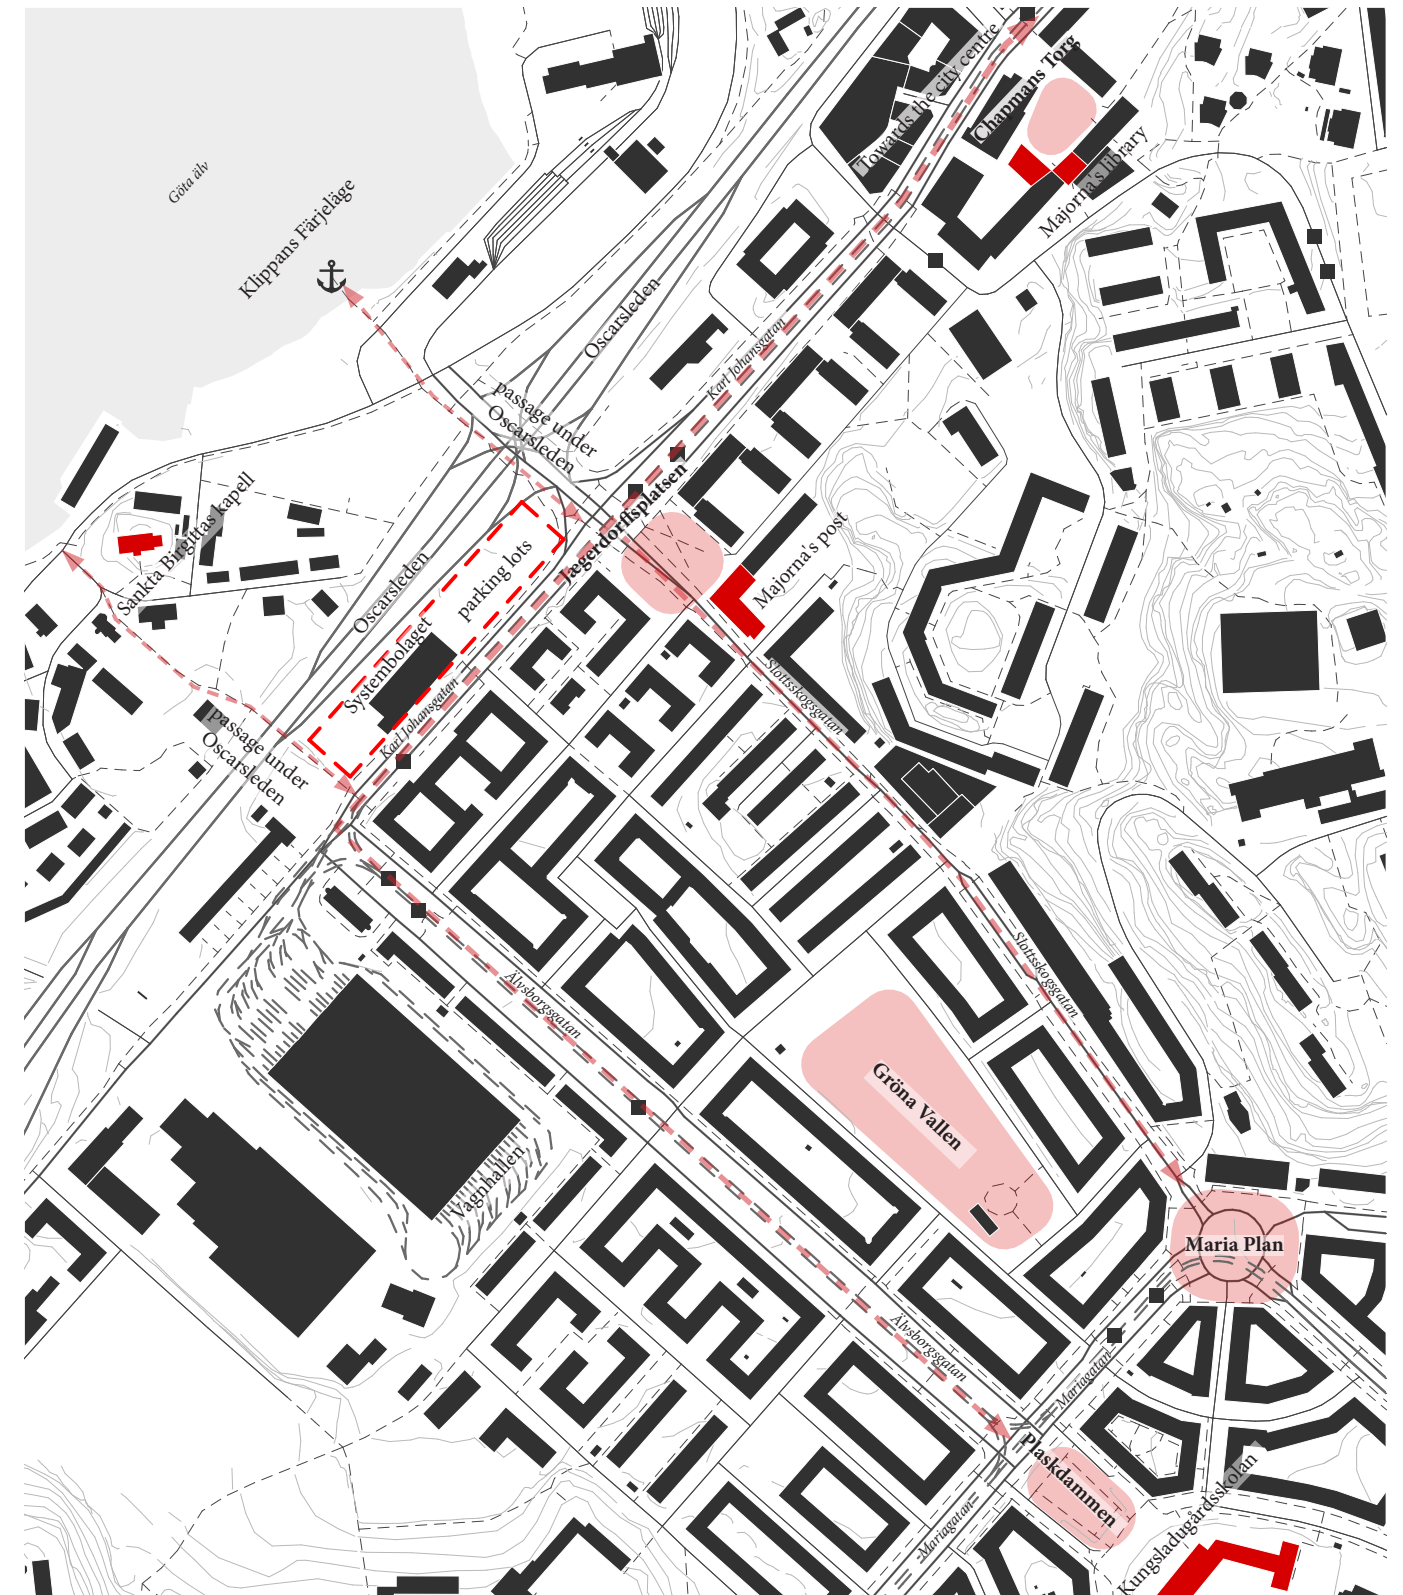 Towards the city centre
Chapmans Torg
Majorna's library
Göta älv
Klippans Färjeläge
Oscarsleden
Karl Johansgatan
passage under
Oscarsleden
Jægerdorffsplatsen
Majorna's post
Sankta Birgittas kapell
Oscarsleden
parking lots
Systembolaget
Karl Johansgatan
Slottsskogsgatan
passage under
Oscarsleden
Älvsborgsgatan
Slottsskogsgatan
Gröna Vallen
Vagnhallen
Maria Plan
Älvsborgsgatan
Mariagatan
Plaskdammen
Mariagatan
Kungsladugårdsskolan